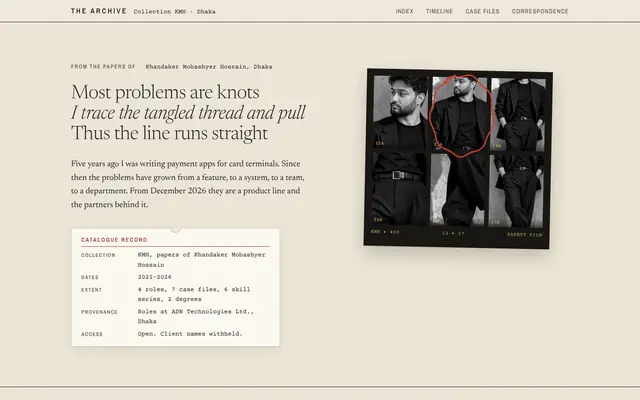 THE ARCHIVE Collection KMH · Dhaka
INDEX TIMELINE CASE FILES CORRESPONDENCE
FROM THE PAPERS OF Khandaker Mobashyer Hossain, Dhaka
Most problems are knots
I trace the tangled thread and pull
Thus the line runs straight
Five years ago I was writing payment apps for card terminals. Since
then the problems have grown from a feature, to a system, to a team,
to a department. From December 2026 they are a product line and
the partners behind it.
CATALOGUE RECORD
COLLECTION KMH, papers of Khandaker Mobashyer
Hossain
DATES 2021–2026
EXTENT 4 roles, 7 case files, 6 skill
series, 2 degrees
PROVENANCE Roles at ADN Technologies Ltd.,
Dhaka
ACCESS Open. Client names withheld.
KMH
SAFETY FILM